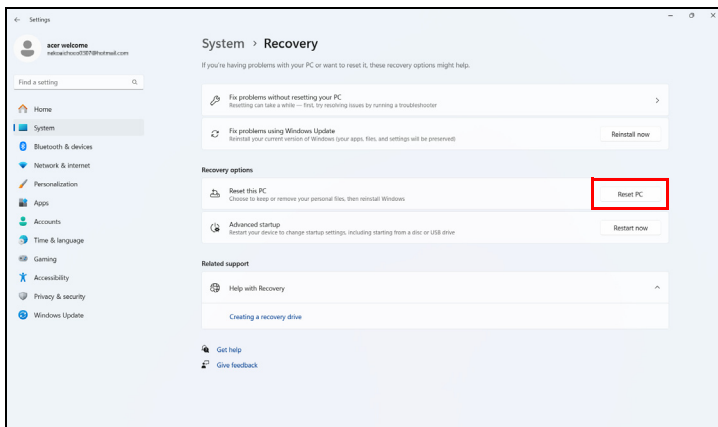 Settings
acer welcome
nekoaichoco0307@hotmail.com
Find a setting
Home
System
Bluetooth & devices
Network & internet
Personalization
Apps
Accounts
Time & language
Gaming
Accessibility
Privacy & security
Windows Update
System > Recovery
If you're having problems with your PC or want to reset it, these recovery options might help.
Fix problems without resetting your PC
Resetting can take a while — first, try resolving issues by running a troubleshooter
Fix problems using Windows Update
Reinstall your current version of Windows (your apps, files, and settings will be preserved)
Reinstall now
Recovery options
Reset this PC
Choose to keep or remove your personal files, then reinstall Windows
Reset PC
Advanced startup
Restart your device to change startup settings, including starting from a disc or USB drive
Restart now
Related support
Help with Recovery
Creating a recovery drive
Get help
Give feedback